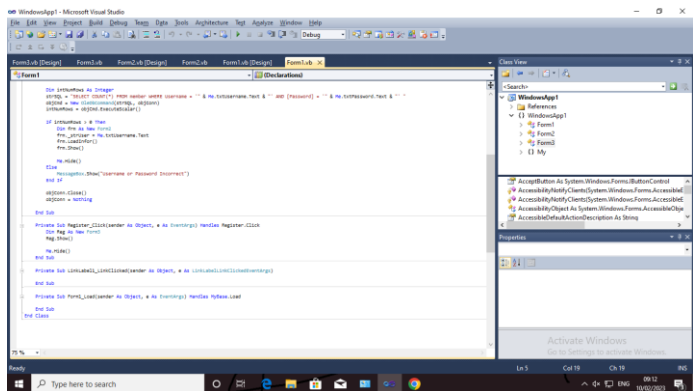 WindowsApp1 - Microsoft Visual Studio
File Edit View Project Build Debug Team Data Tools Architecture Test Analyze Window Help
Debug
Form3.vb [Design] Form3.vb Form2.vb [Design] Form2.vb Form1.vb [Design] Form1.vb
Form1 (Declarations)
Dim intNumRows As Integer
strSQL = "SELECT COUNT(*) FROM member WHERE Username = '" & Me.txtUsername.Text & "' AND [Password] = '" & Me.txtPassword.Text & "' "
objCmd = New OleDbCommand(strSQL, objConn)
intNumRows = objCmd.ExecuteScalar()
If intNumRows > 0 Then
Dim frm As New Form2
frm._strUser = Me.txtUsername.Text
frm.LoadInfor()
frm.Show()
Me.Hide()
Else
MessageBox.Show("Username or Password Incorrect")
End If
objConn.Close()
objConn = Nothing
End Sub
Private Sub Register_Click(sender As Object, e As EventArgs) Handles Register.Click
Dim Reg As New Form3
Reg.Show()
Me.Hide()
End Sub
Private Sub LinkLabel1_LinkClicked(sender As Object, e As LinkLabelLinkClickedEventArgs)
End Sub
Private Sub Form1_Load(sender As Object, e As EventArgs) Handles MyBase.Load
End Sub
End Class
75 %
Class View
<Search>
WindowsApp1
References
{} WindowsApp1
Form1
Form2
Form3
{} My
AcceptButton As System.Windows.Forms.IButtonControl
AccessibilityNotifyClients(System.Windows.Forms.AccessibleE
AccessibilityNotifyClients(System.Windows.Forms.AccessibleE
AccessibilityObject As System.Windows.Forms.AccessibleObje
AccessibleDefaultActionDescription As String
Properties
Activate Windows
Go to Settings to activate Windows.
Ready Ln 5 Col 19 Ch 19 INS
Type here to search
ENG
09:12
10/02/2023